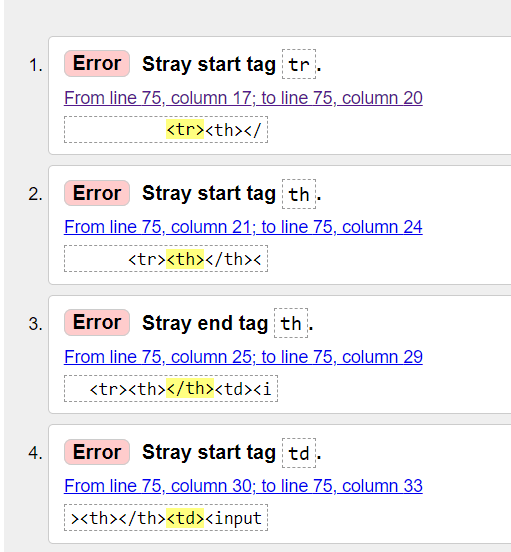 1. Error Stray start tag tr.
From line 75, column 17; to line 75, column 20
<tr><th></
2. Error Stray start tag th.
From line 75, column 21; to line 75, column 24
<tr><th></th><
3. Error Stray end tag th.
From line 75, column 25; to line 75, column 29
<tr><th></th><td><i
4. Error Stray start tag td.
From line 75, column 30; to line 75, column 33
><th></th><td><input